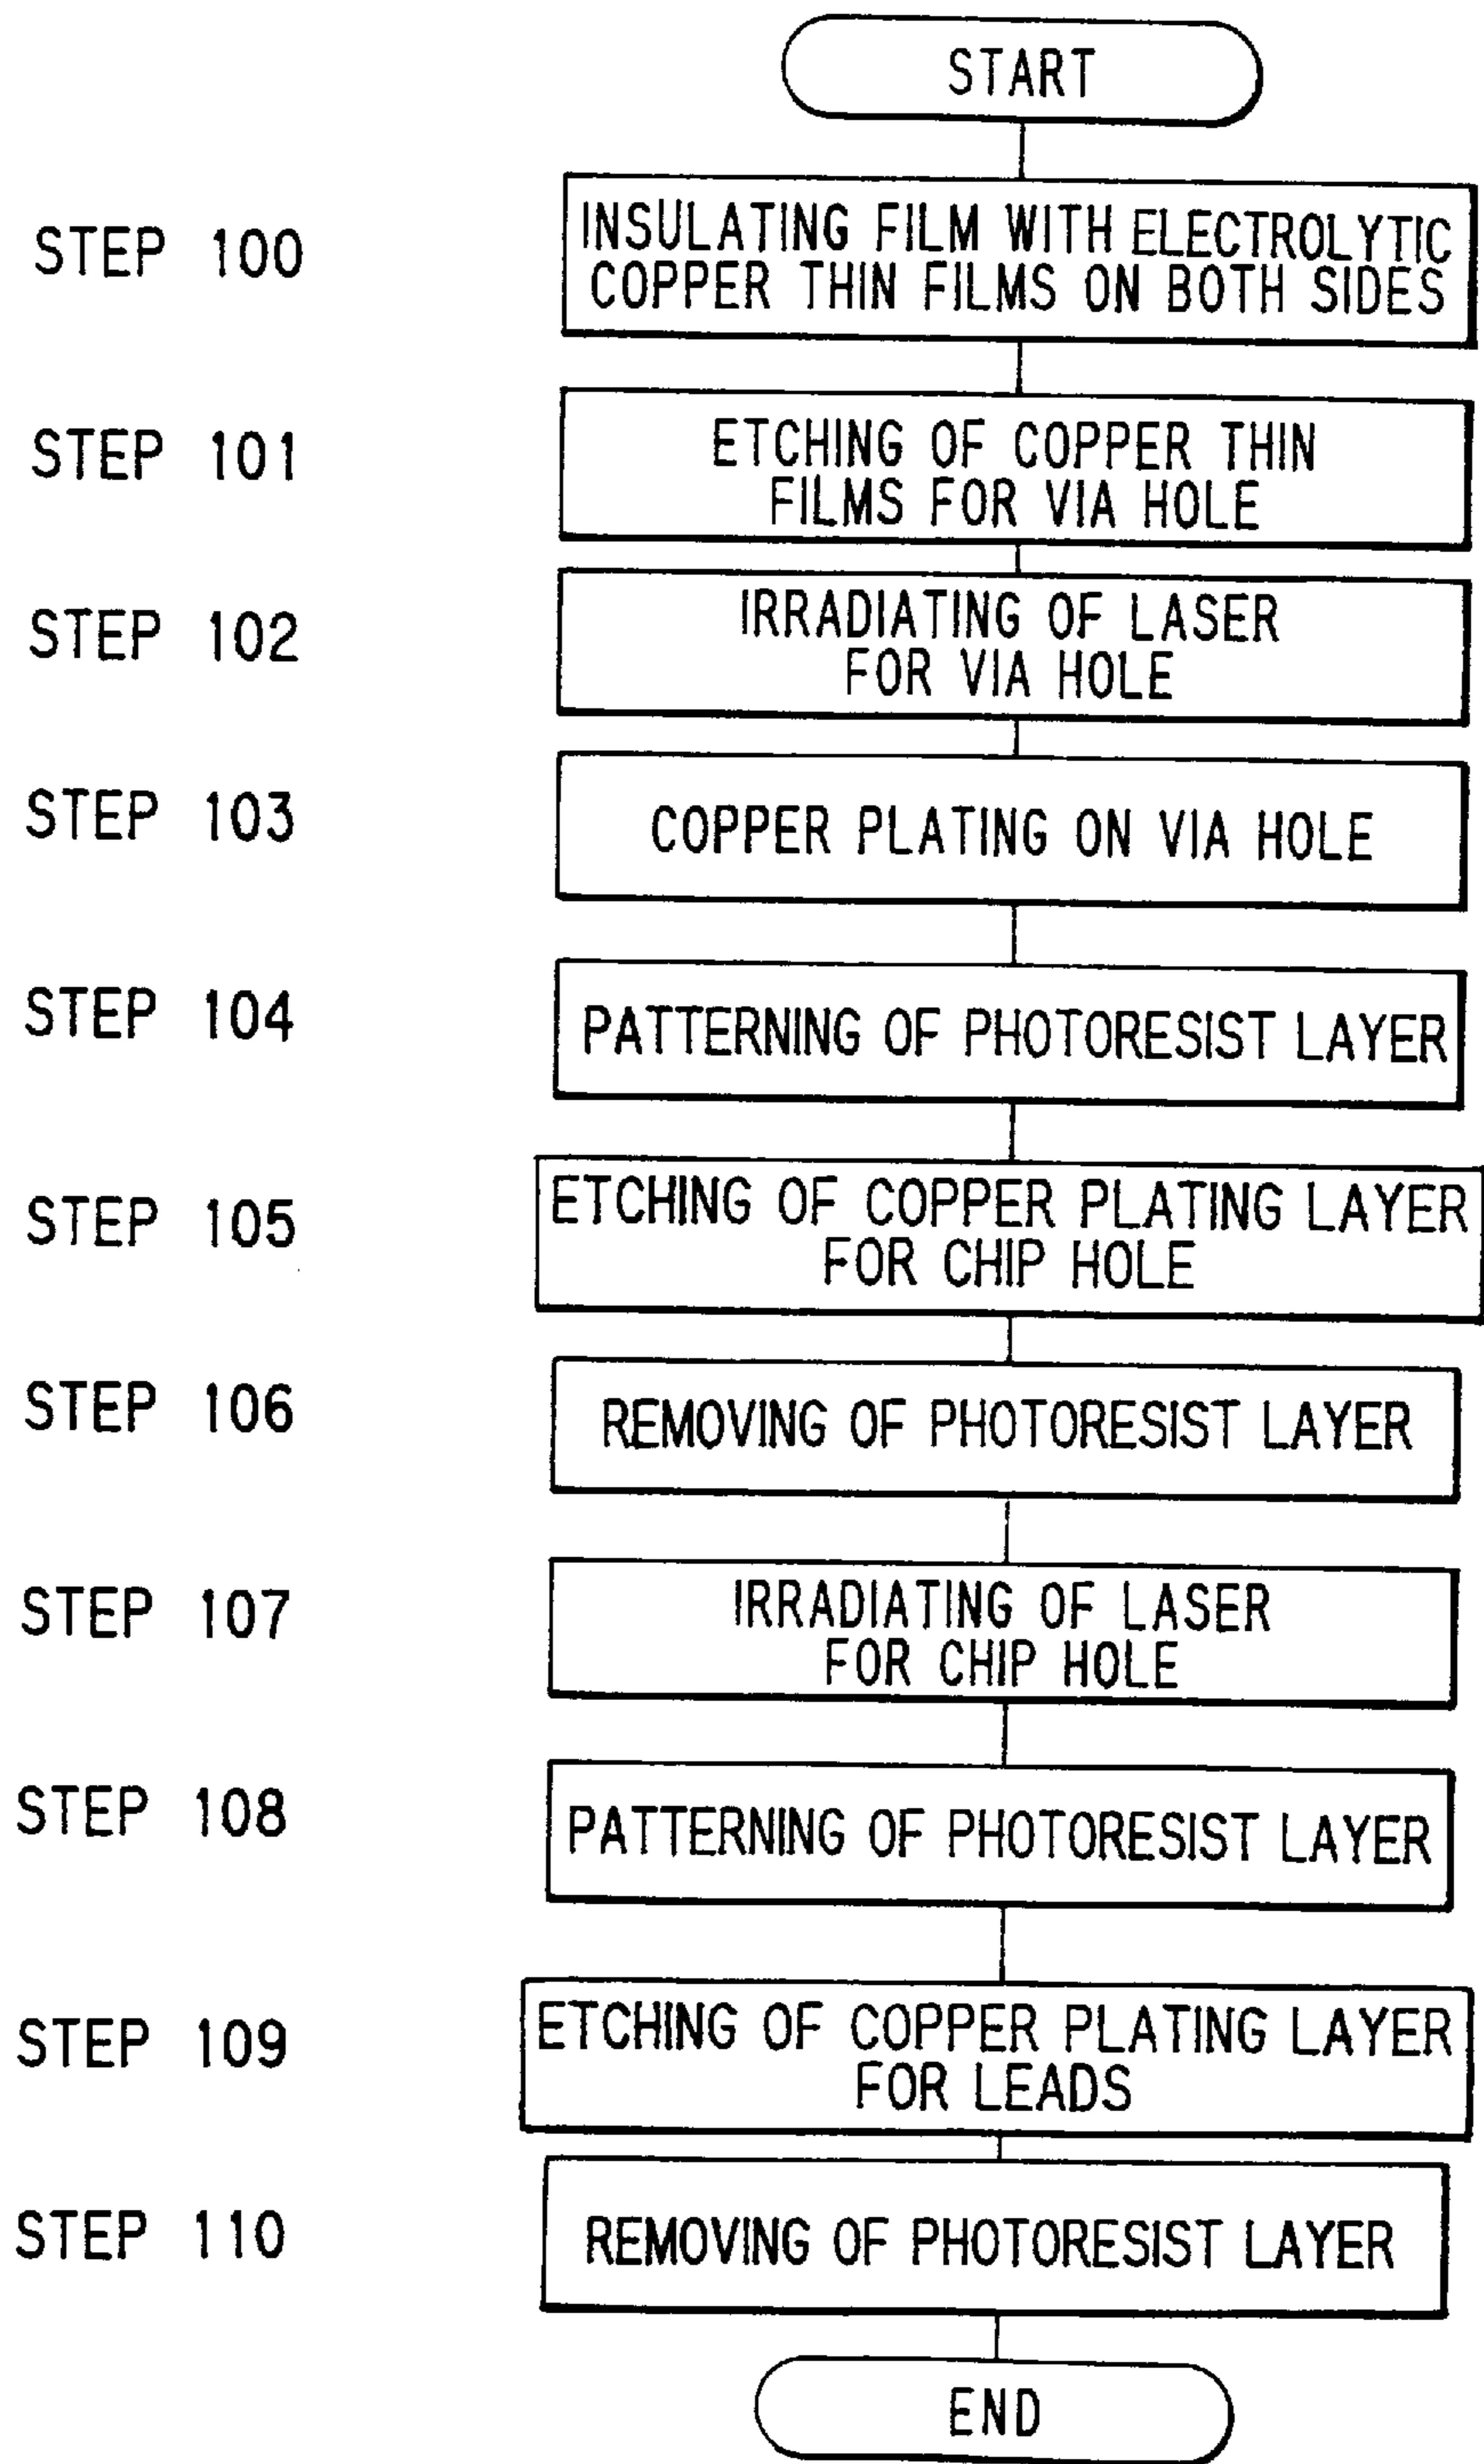 START
STEP 100
INSULATING FILM WITH ELECTROLYTIC
COPPER THIN FILMS ON BOTH SIDES
STEP 101
ETCHING OF COPPER THIN
FILMS FOR VIA HOLE
STEP 102
IRRADIATING OF LASER
FOR VIA HOLE
STEP 103
COPPER PLATING ON VIA HOLE
STEP 104
PATTERNING OF PHOTORESIST LAYER
STEP 105
ETCHING OF COPPER PLATING LAYER
FOR CHIP HOLE
STEP 106
REMOVING OF PHOTORESIST LAYER
STEP 107
IRRADIATING OF LASER
FOR CHIP HOLE
STEP 108
PATTERNING OF PHOTORESIST LAYER
STEP 109
ETCHING OF COPPER PLATING LAYER
FOR LEADS
STEP 110
REMOVING OF PHOTORESIST LAYER
END